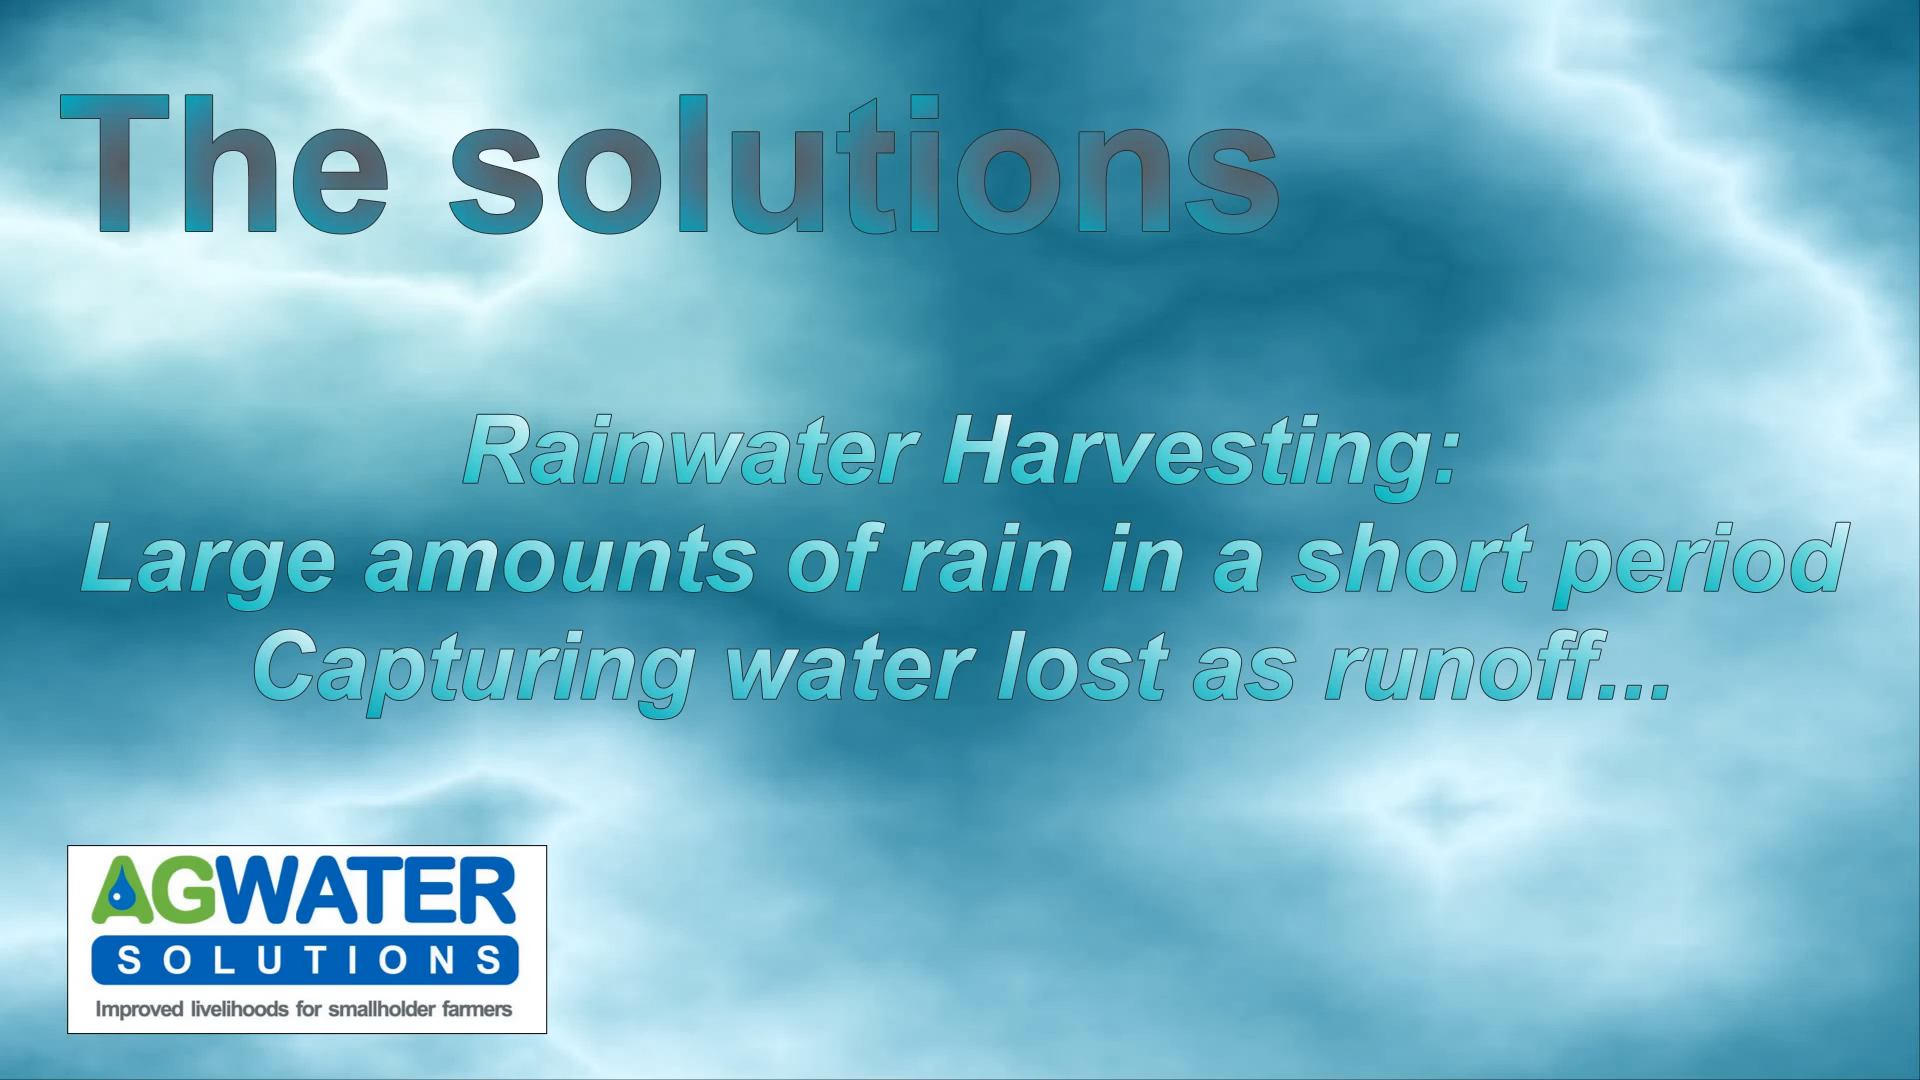 The solutions
Rainwater Harvesting:
Large amounts of rain in a short period
Capturing water lost as runoff...
AGWATER
SOLUTIONS
Improved livelihoods for smallholder farmers